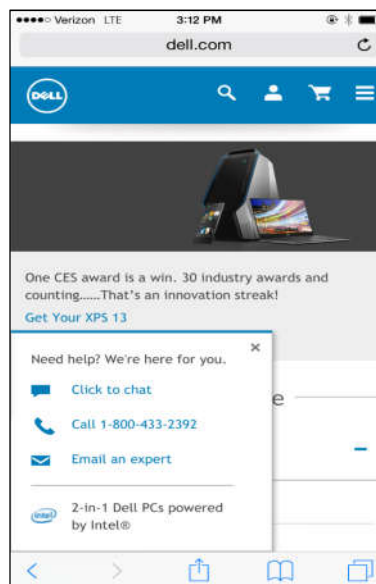 Verizon LTE 3:12 PM
dell.com
DELL
One CES award is a win. 30 industry awards and
counting......That's an innovation streak!
Get Your XPS 13
Need help? We're here for you.
Click to chat
e
Call 1-800-433-2392
Email an expert
intel
2-in-1 Dell PCs powered
by Intel®